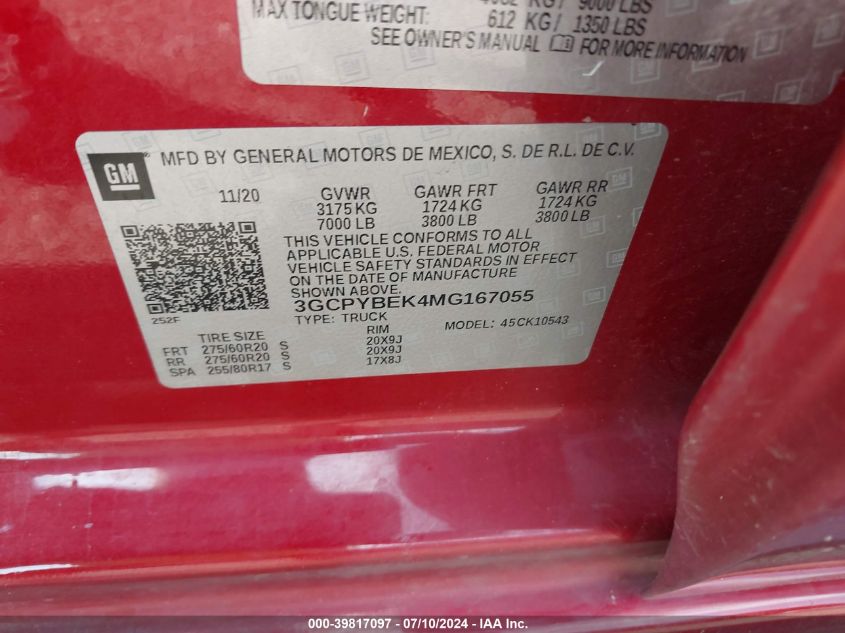 9000 LBS
MAX TONGUE WEIGHT: 612 KG / 1350 LBS
SEE OWNER'S MANUAL FOR MORE INFORMATION
GM
MFD BY GENERAL MOTORS DE MEXICO, S. DE R.L. DE C.V.
11/20 GVWR GAWR FRT GAWR RR
3175 KG 1724 KG 1724 KG
7000 LB 3800 LB 3800 LB
THIS VEHICLE CONFORMS TO ALL
APPLICABLE U.S. FEDERAL MOTOR
VEHICLE SAFETY STANDARDS IN EFFECT
ON THE DATE OF MANUFACTURE
SHOWN ABOVE.
3GCPYBEK4MG167055
252F
TYPE: TRUCK MODEL: 45CK10543
TIRE SIZE RIM
FRT 275/60R20 S 20X9J
RR 275/60R20 S 20X9J
SPA 255/80R17 S 17X8J
000-39817097 - 07/10/2024 - IAA Inc.